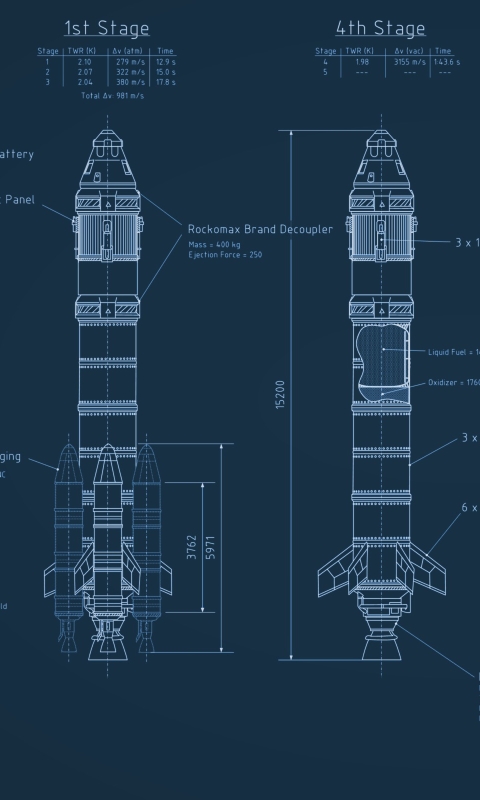 1st Stage
Stage TWR (K) Δv (atm) Time
1 2.10 279 m/s 12.9 s
2 2.07 322 m/s 15.0 s
3 2.04 380 m/s 17.8 s
Total Δv: 981 m/s
4th Stage
Stage TWR (K) Δv (vac) Time
4 1.98 3155 m/s 1:43.6 s
5 --- --- ---
attery
Panel
Rockomax Brand Decoupler
Mass = 400 kg
Ejection Force = 250
3 x 1
Liquid Fuel = 1
Oxidizer = 1760
15200
3 x
ging
6 x
3762
5971
ld